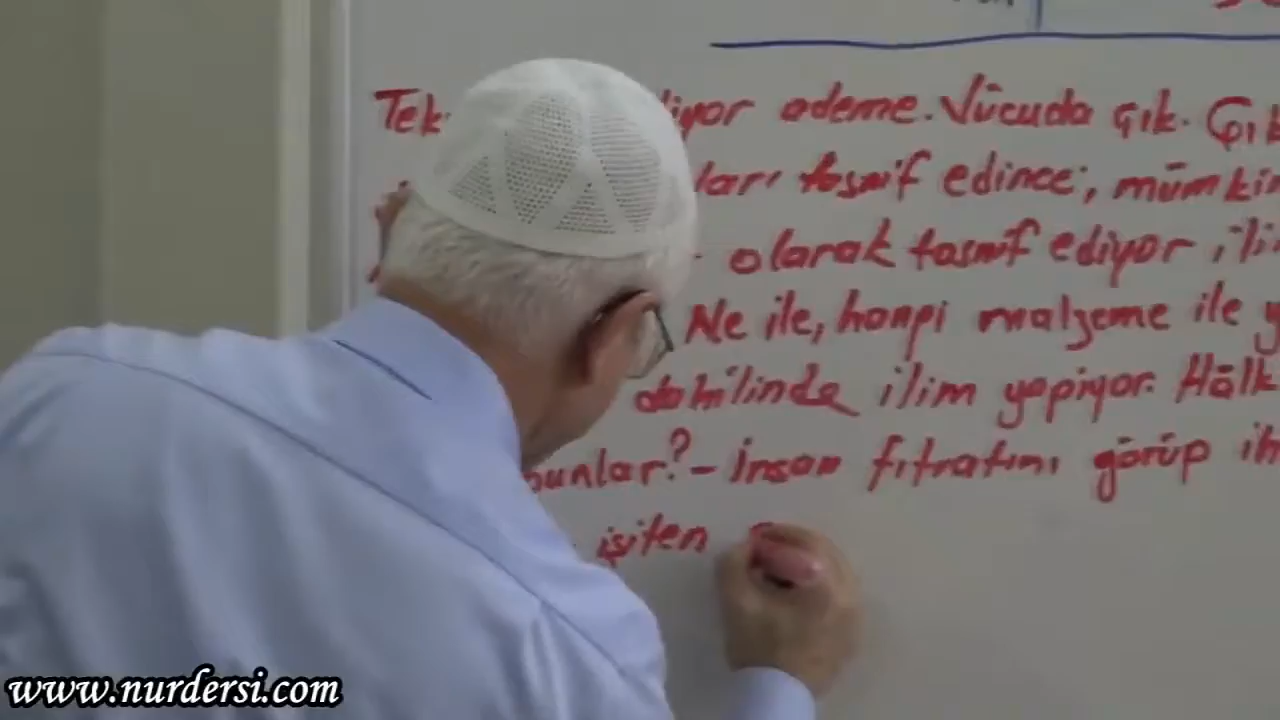 Tek diyor ademe. Vücuda çık. Çık
ları tasnif edince, mümkin
olarak tasnif ediyor ilim
Ne ile, hangi malzeme ile y
dahilinde ilim yapıyor. Hâlk
bunlar? - İnsan fıtratını görüp ih
işiten
www.nurdersi.com